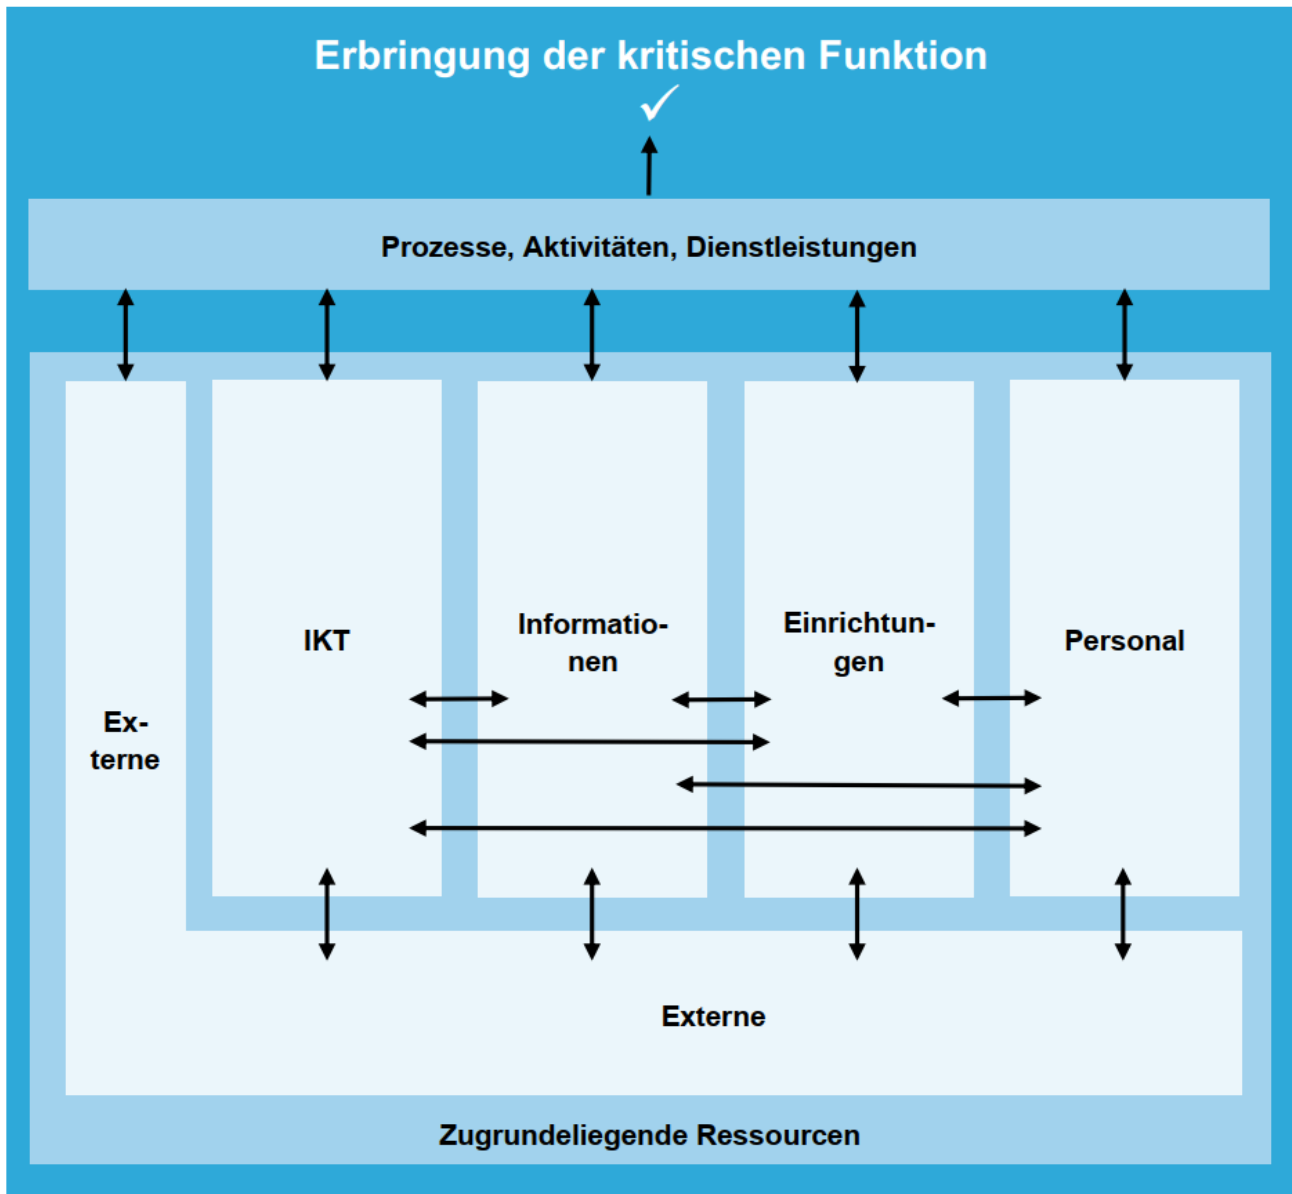 Erbringung der kritischen Funktion
Prozesse, Aktivitäten, Dienstleistungen
IKT
Informatio-
nen
Einrichtun-
gen
Personal
Ex-
terne
Externe
Zugrundeliegende Ressourcen